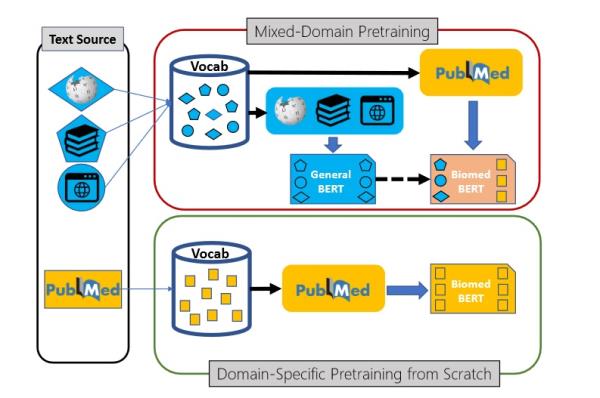 Text Source
Mixed-Domain Pretraining
Vocab
PubMed
General
BERT
Biomed
BERT
Vocab
PubMed
PubMed
Biomed
BERT
Domain-Specific Pretraining from Scratch